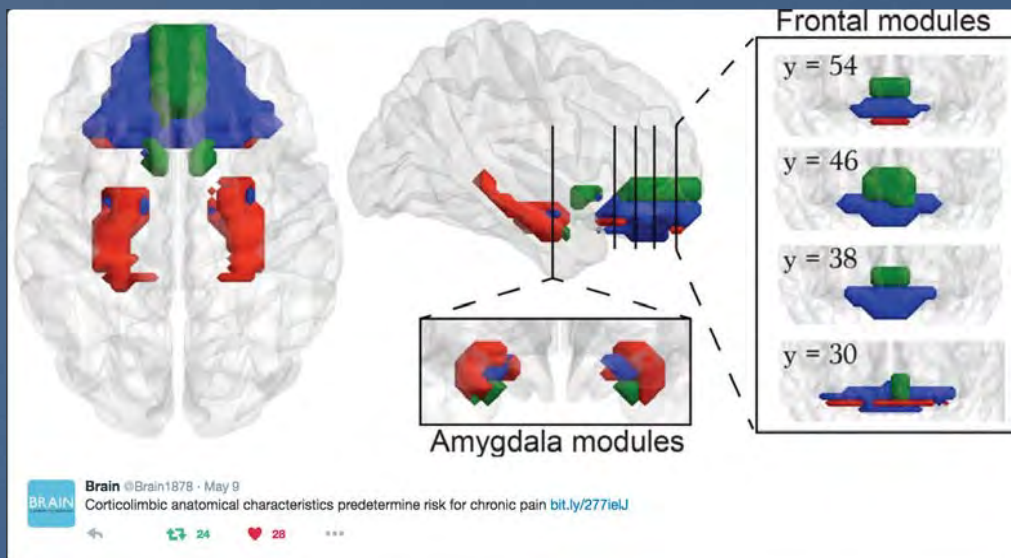 Frontal modules
y = 54
y = 46
y = 38
y = 30
Amygdala modules
BRAIN
Brain @Brain1878 · May 9
Corticolimbic anatomical characteristics predetermine risk for chronic pain bit.ly/277ielJ
24 28